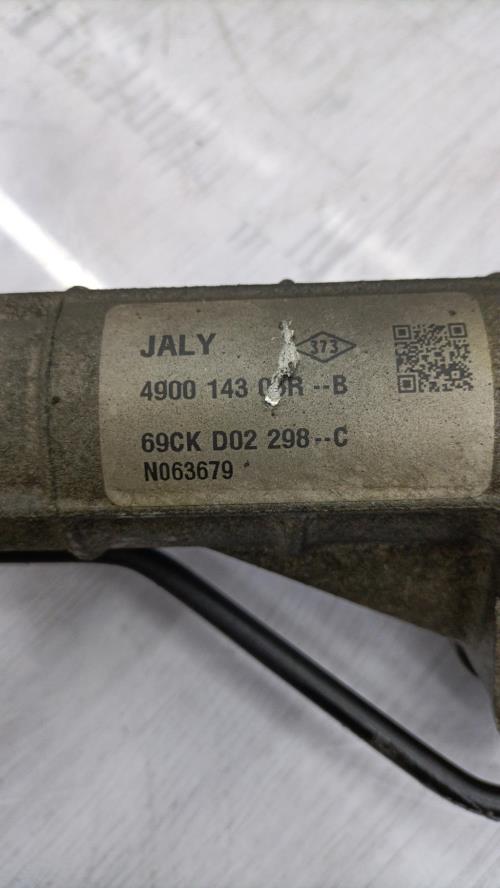 JALY 373
4900 143 R --B
69CK D02 298--C
N063679